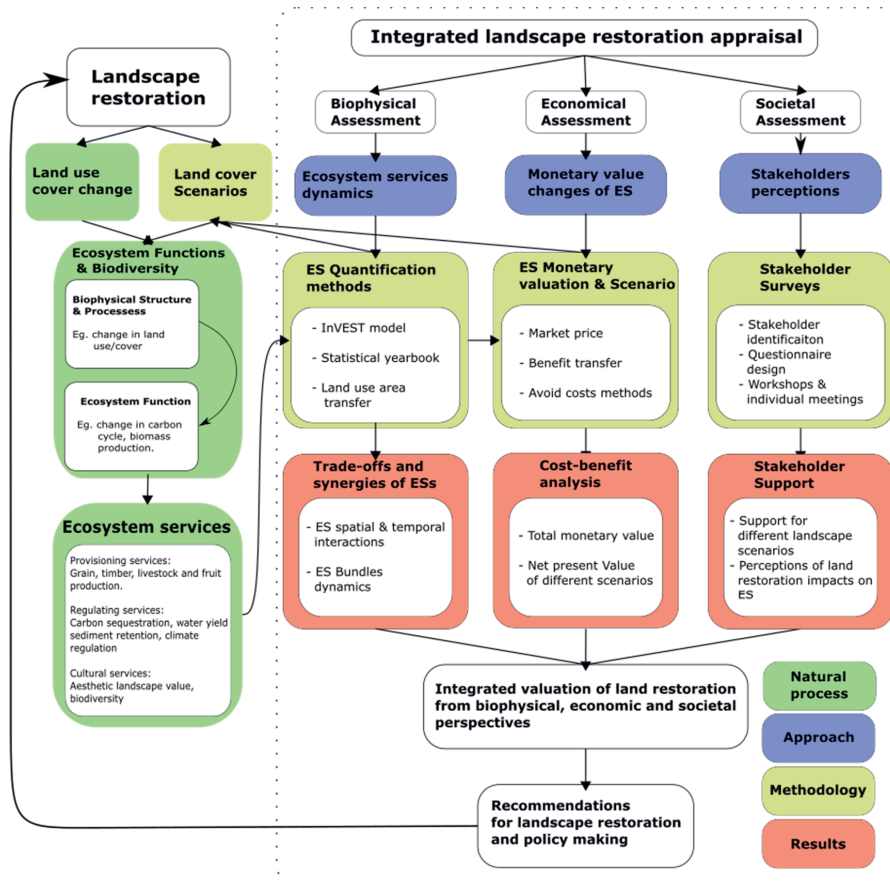 Integrated landscape restoration appraisal
Landscape
restoration
Biophysical
Assessment
Economical
Assessment
Societal
Assessment
Land use
cover change
Land cover
Scenarios
Ecosystem services
dynamics
Monetary value
changes of ES
Stakeholders
perceptions
Ecosystem Functions
& Biodiversity
Biophysical Structure
& Processess
Eg. change in land
use/cover
Ecosystem Function
Eg. change in carbon
cycle, biomass
production.
Ecosystem services
Provisioning services:
Grain, timber, livestock and fruit
production.
Regulating services:
Carbon sequestration, water yield
sediment retention, climate
regulation
Cultural services:
Aesthetic landscape value,
biodiversity
ES Quantification
methods
- InVEST model
- Statistical yearbook
- Land use area
transfer
ES Monetary
valuation & Scenario
- Market price
- Benefit transfer
- Avoid costs methods
Stakeholder
Surveys
- Stakeholder
identificaiton
- Questionnaire
design
- Workshops &
individual meetings
Trade-offs and
synergies of ESs
- ES spatial & temporal
interactions
- ES Bundles
dynamics
Cost-benefit
analysis
- Total monetary value
- Net present Value
of different scenarios
Stakeholder
Support
- Support for
different landscape
scenarios
- Perceptions of land
restoration impacts on
ES
Integrated valuation of land restoration
from biophysical, economic and societal
perspectives
Recommendations
for landscape restoration
and policy making
Natural
process
Approach
Methodology
Results